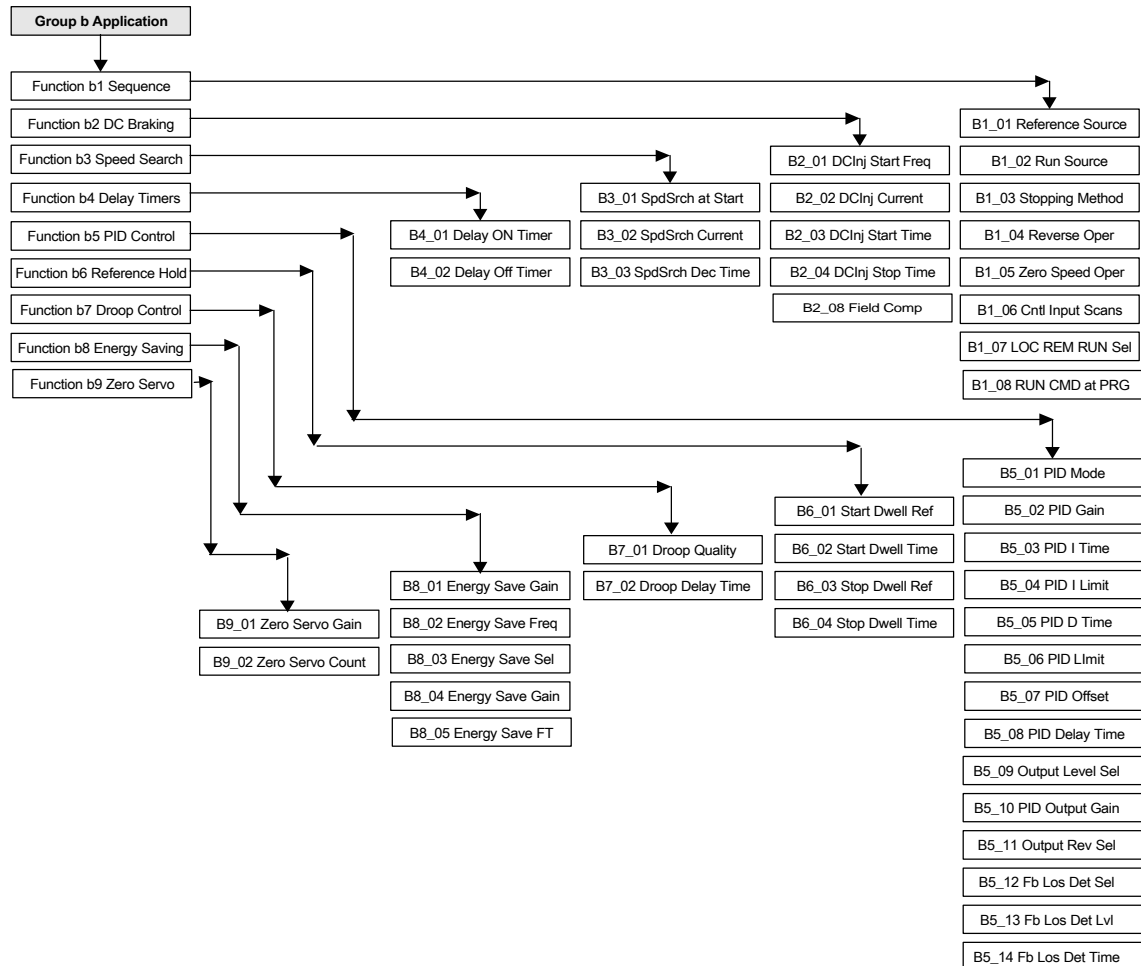 Group b Application
Function b1 Sequence
Function b2 DC Braking
Function b3 Speed Search
Function b4 Delay Timers
Function b5 PID Control
Function b6 Reference Hold
Function b7 Droop Control
Function b8 Energy Saving
Function b9 Zero Servo
B1_01 Reference Source
B1_02 Run Source
B1_03 Stopping Method
B1_04 Reverse Oper
B1_05 Zero Speed Oper
B1_06 Cntl Input Scans
B1_07 LOC REM RUN Sel
B1_08 RUN CMD at PRG
B2_01 DCInj Start Freq
B2_02 DCInj Current
B2_03 DCInj Start Time
B2_04 DCInj Stop Time
B2_08 Field Comp
B3_01 SpdSrch at Start
B3_02 SpdSrch Current
B3_03 SpdSrch Dec Time
B4_01 Delay ON Timer
B4_02 Delay Off Timer
B5_01 PID Mode
B5_02 PID Gain
B5_03 PID I Time
B5_04 PID I Limit
B5_05 PID D Time
B5_06 PID LImit
B5_07 PID Offset
B5_08 PID Delay Time
B5_09 Output Level Sel
B5_10 PID Output Gain
B5_11 Output Rev Sel
B5_12 Fb Los Det Sel
B5_13 Fb Los Det Lvl
B5_14 Fb Los Det Time
B6_01 Start Dwell Ref
B6_02 Start Dwell Time
B6_03 Stop Dwell Ref
B6_04 Stop Dwell Time
B7_01 Droop Quality
B7_02 Droop Delay Time
B8_01 Energy Save Gain
B8_02 Energy Save Freq
B8_03 Energy Save Sel
B8_04 Energy Save Gain
B8_05 Energy Save FT
B9_01 Zero Servo Gain
B9_02 Zero Servo Count